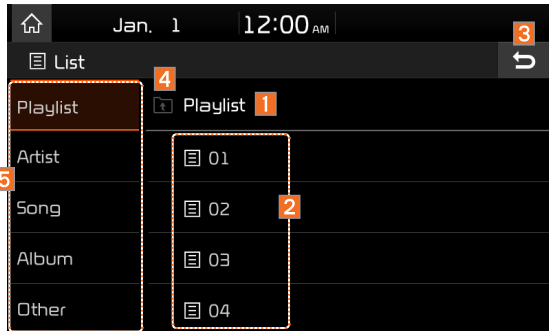 Jan. 1 12:00 AM
3
List
4
Playlist
Playlist 1
Artist
01
5
Song
02
2
Album
03
Other
04